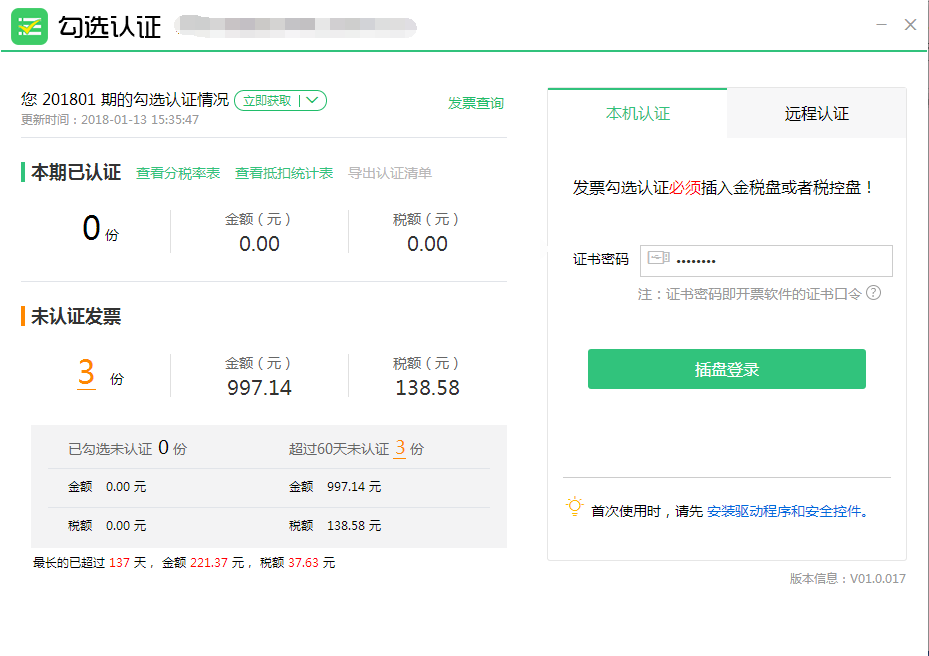 勾选认证
您 201801 期的勾选认证情况 立即获取
发票查询
更新时间：2018-01-13 15:35:47
本期已认证 查看分税率表 查看抵扣统计表 导出认证清单
0 份
金额（元）
0.00
税额（元）
0.00
未认证发票
3 份
金额（元）
997.14
税额（元）
138.58
已勾选未认证 0 份 超过60天未认证 3 份
金额 0.00 元 金额 997.14 元
税额 0.00 元 税额 138.58 元
最长的已超过 137 天， 金额 221.37 元， 税额 37.63 元
本机认证 远程认证
发票勾选认证必须插入金税盘或者税控盘！
证书密码 ••••••••
注：证书密码即开票软件的证书口令 ?
插盘登录
首次使用时，请先 安装驱动程序和安全控件。
版本信息：V01.0.017